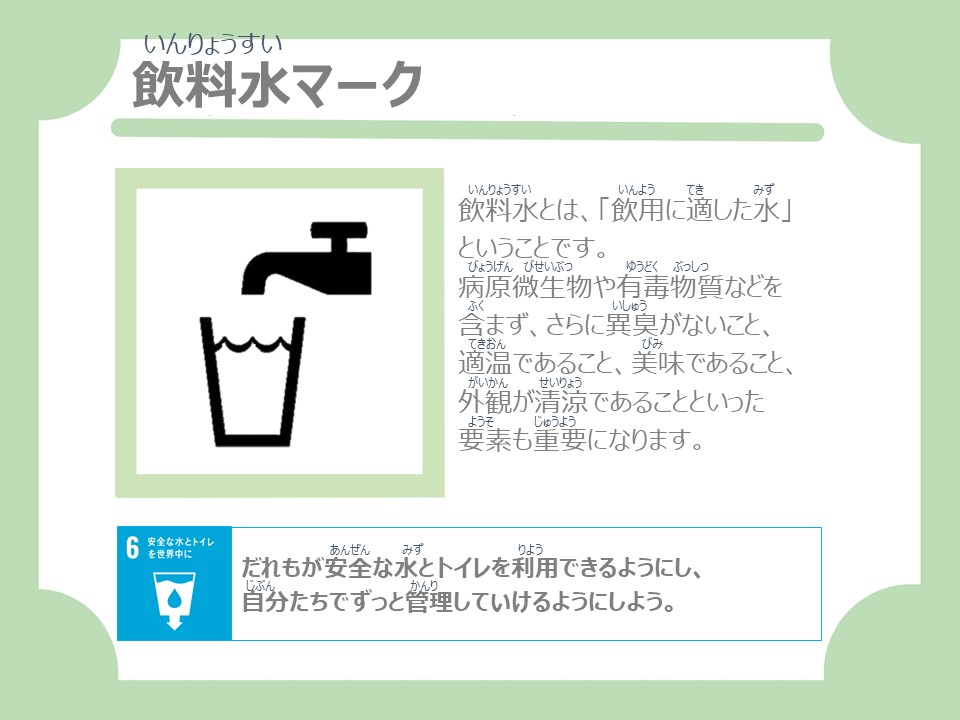 いんりょうすい
飲料水マーク
いんりょうすい いんよう てき みず
飲料水とは、「飲用に適した水」
ということです。
びょうげん びせいぶつ ゆうどく ぶっしつ
病原微生物や有毒物質などを
ふく いしゅう
含まず、さらに異臭がないこと、
てきおん びみ
適温であること、美味であること、
がいかん せいりょう
外観が清涼であることといった
ようそ じゅうよう
要素も重要になります。
6 安全な水とトイレ
を世界中に
あんぜん みず りよう
だれもが安全な水とトイレを利用できるようにし、
じぶん かんり
自分たちでずっと管理していけるようにしよう。